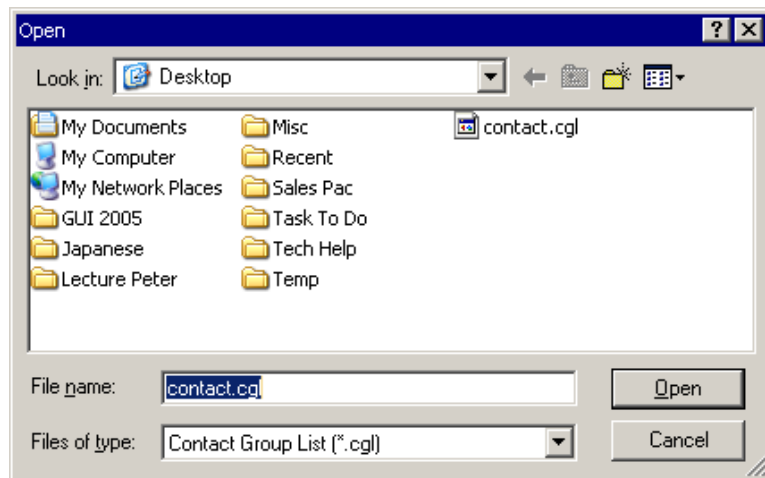 Open
Look in: Desktop
My Documents
My Computer
My Network Places
GUI 2005
Japanese
Lecture Peter
Misc
Recent
Sales Pac
Task To Do
Tech Help
Temp
contact.cgl
File name: contact.cgl Open
Files of type: Contact Group List (*.cgl) Cancel